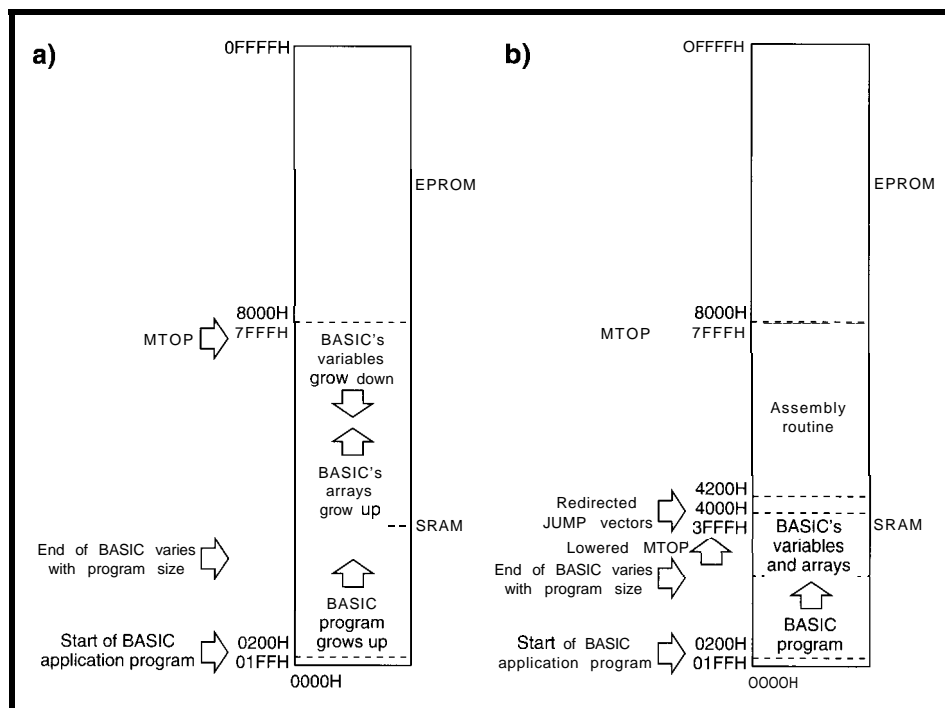 a)
0FFFFH
EPROM
8000H
MTOP
7FFFH
BASIC's
variables
grow down
BASIC's
arrays
grow up
SRAM
End of BASIC varies
with program size
BASIC
program
grows up
Start of BASIC
application program
0200H
01FFH
0000H
b)
OFFFFH
EPROM
8000H
MTOP
7FFFH
Assembly
routine
4200H
Redirected
JUMP vectors
4000H
3FFFH
SRAM
BASIC's
variables
and arrays
Lowered MTOP
End of BASIC varies
with program size
BASIC
program
Start of BASIC
application program
0200H
01FFH
0000H